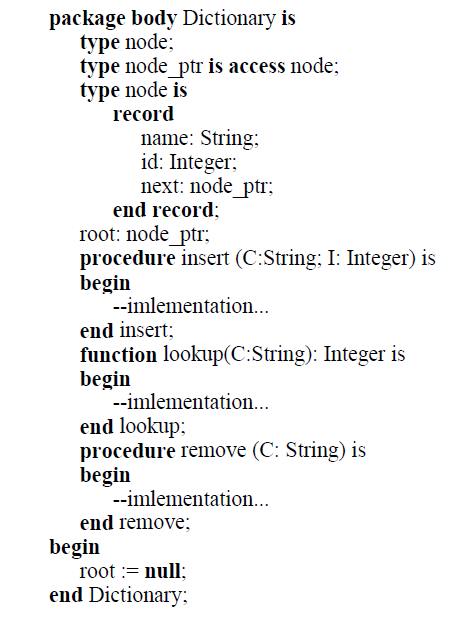 package body Dictionary is
type node;
type node_ptr is access node;
type node is
record
name: String;
id: Integer;
next: node_ptr;
end record;
root: node_ptr;
procedure insert (C:String; I: Integer) is
begin
--imlementation...
end insert;
function lookup(C:String): Integer is
begin
--imlementation...
end lookup;
procedure remove (C: String) is
begin
--imlementation...
end remove;
begin
root := null;
end Dictionary;